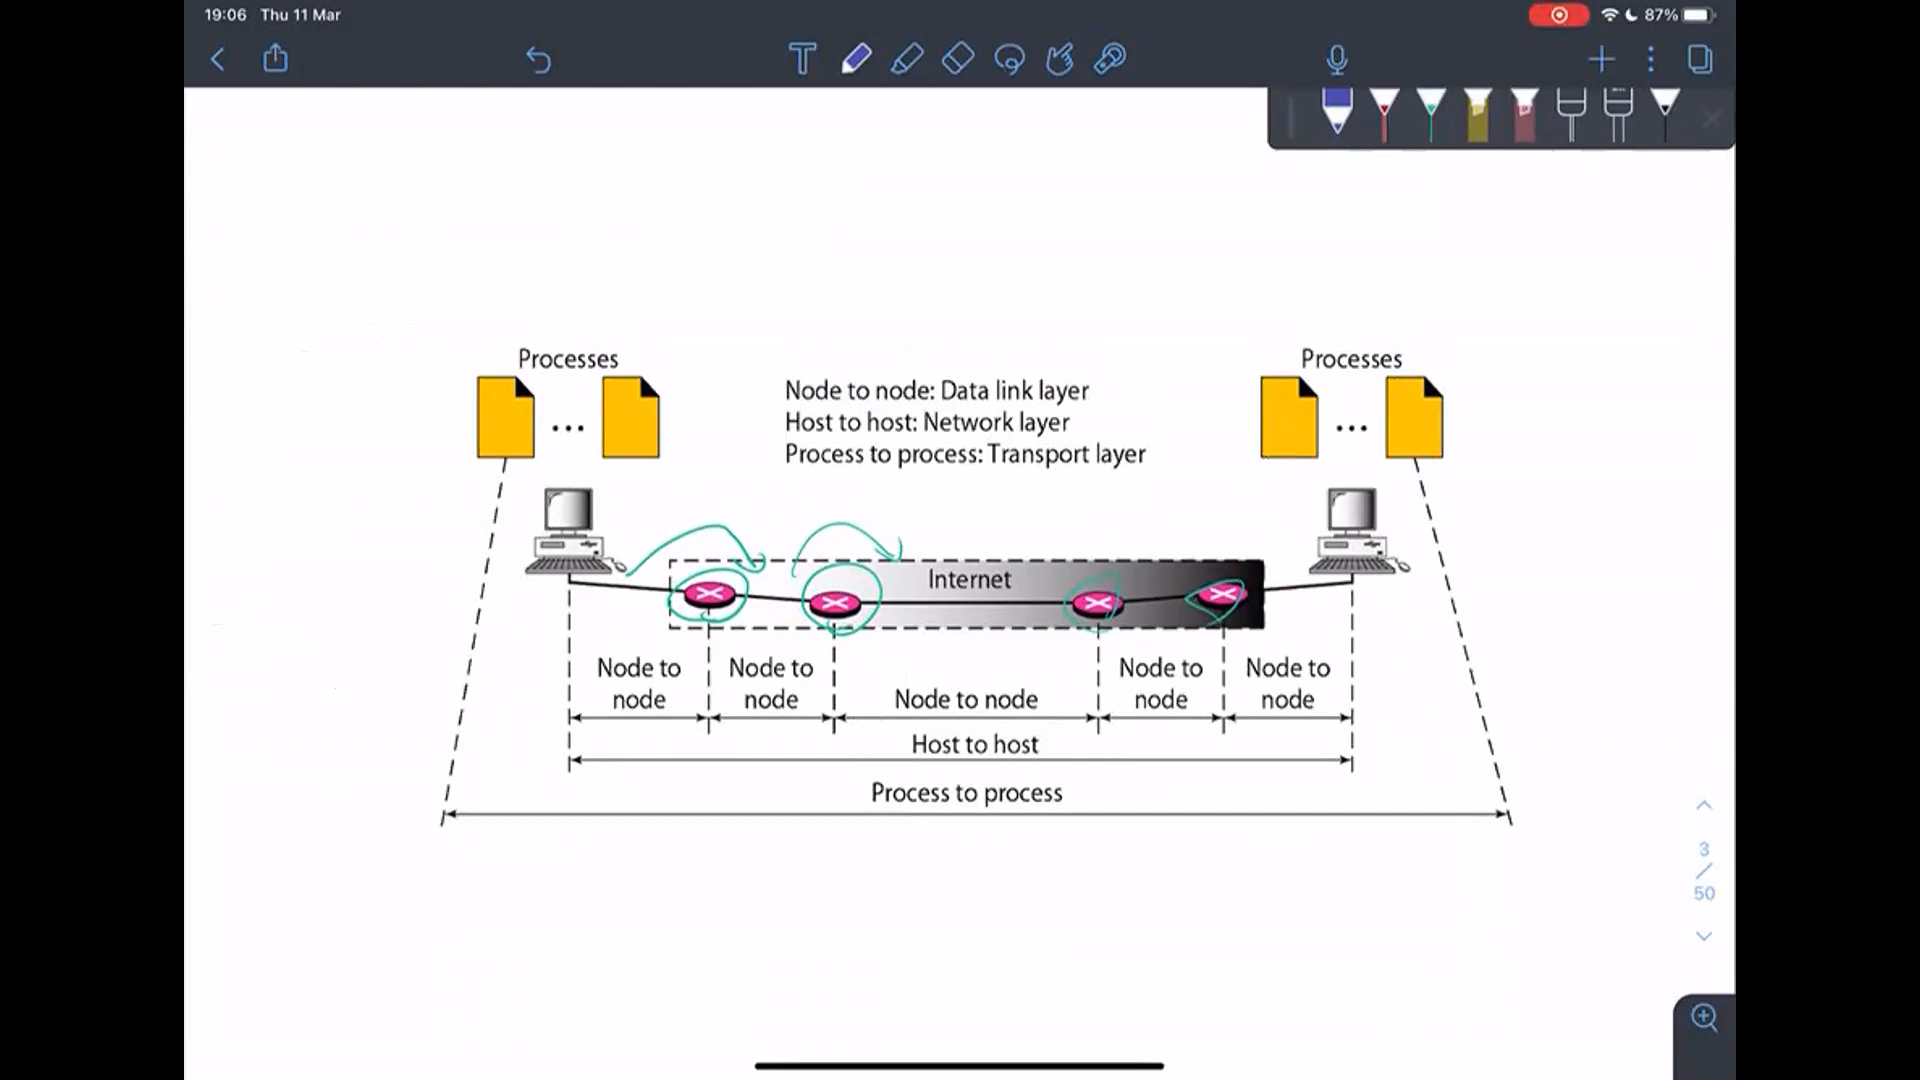 19:06 Thu 11 Mar
87%
Processes
Processes
Node to node: Data link layer
Host to host: Network layer
Process to process: Transport layer
Internet
Node to
node
Node to
node
Node to node
Node to
node
Node to
node
Host to host
Process to process
3
/
50